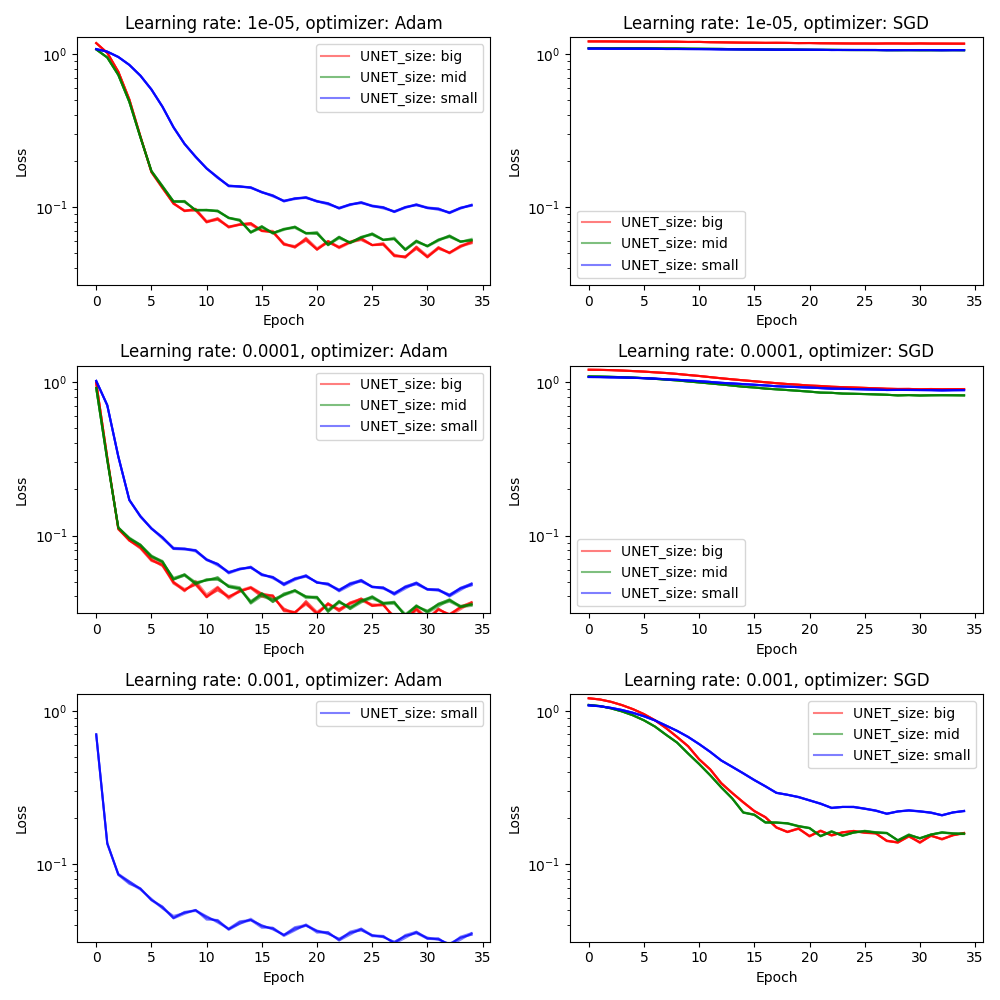 Learning rate: 1e-05, optimizer: Adam
10⁰
10⁻¹
Loss
UNET_size: big
UNET_size: mid
UNET_size: small
0 5 10 15 20 25 30 35
Epoch
Learning rate: 1e-05, optimizer: SGD
10⁰
10⁻¹
Loss
UNET_size: big
UNET_size: mid
UNET_size: small
0 5 10 15 20 25 30 35
Epoch
Learning rate: 0.0001, optimizer: Adam
10⁰
10⁻¹
Loss
UNET_size: big
UNET_size: mid
UNET_size: small
0 5 10 15 20 25 30 35
Epoch
Learning rate: 0.0001, optimizer: SGD
10⁰
10⁻¹
Loss
UNET_size: big
UNET_size: mid
UNET_size: small
0 5 10 15 20 25 30 35
Epoch
Learning rate: 0.001, optimizer: Adam
10⁰
10⁻¹
Loss
UNET_size: small
0 5 10 15 20 25 30 35
Epoch
Learning rate: 0.001, optimizer: SGD
10⁰
10⁻¹
Loss
UNET_size: big
UNET_size: mid
UNET_size: small
0 5 10 15 20 25 30 35
Epoch